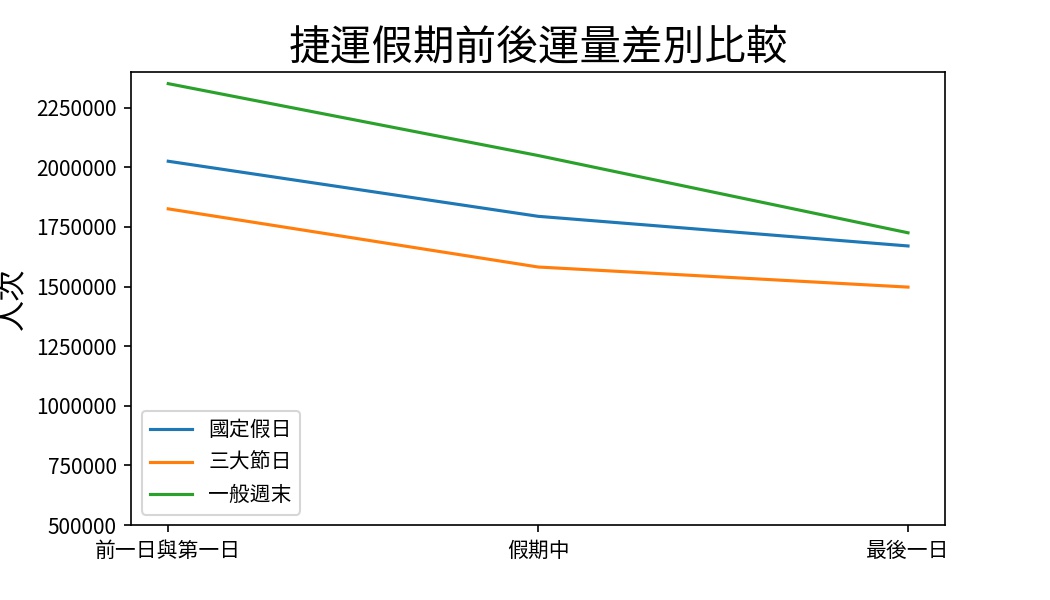 捷運假期前後運量差別比較
人次
2250000
2000000
1750000
1500000
1250000
1000000
750000
500000
國定假日
三大節日
一般週末
前一日與第一日
假期中
最後一日